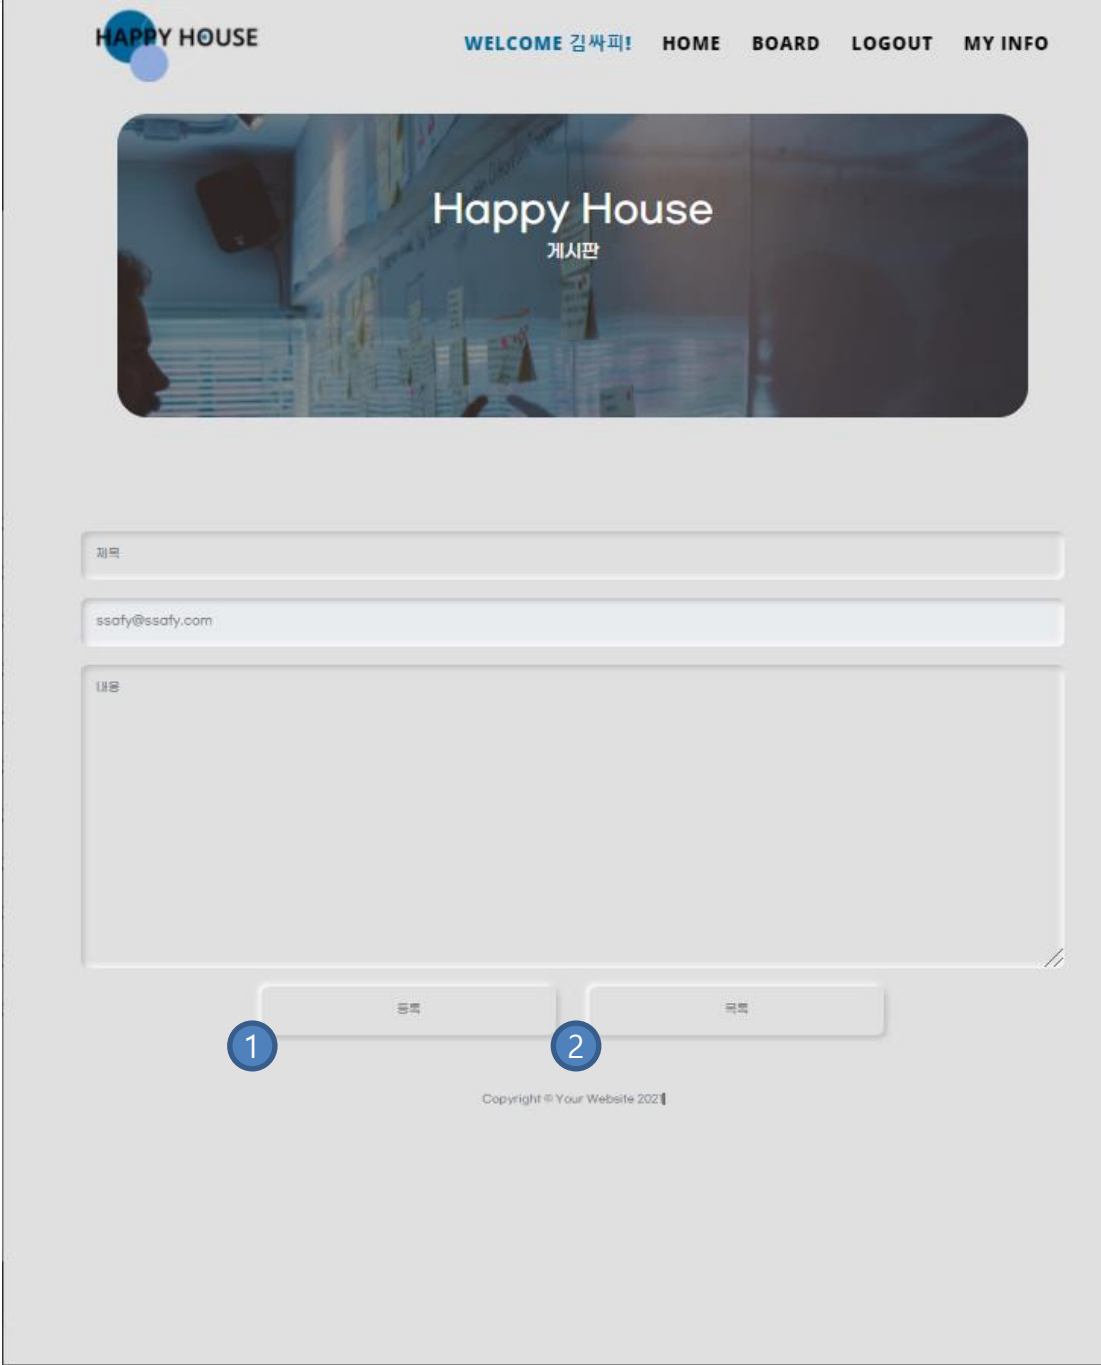 HAPPY HOUSE
WELCOME 김싸피! HOME BOARD LOGOUT MY INFO
Happy House
게시판
제목
ssafy@ssafy.com
내용
등록 목록
1 2
Copyright © Your Website 2021